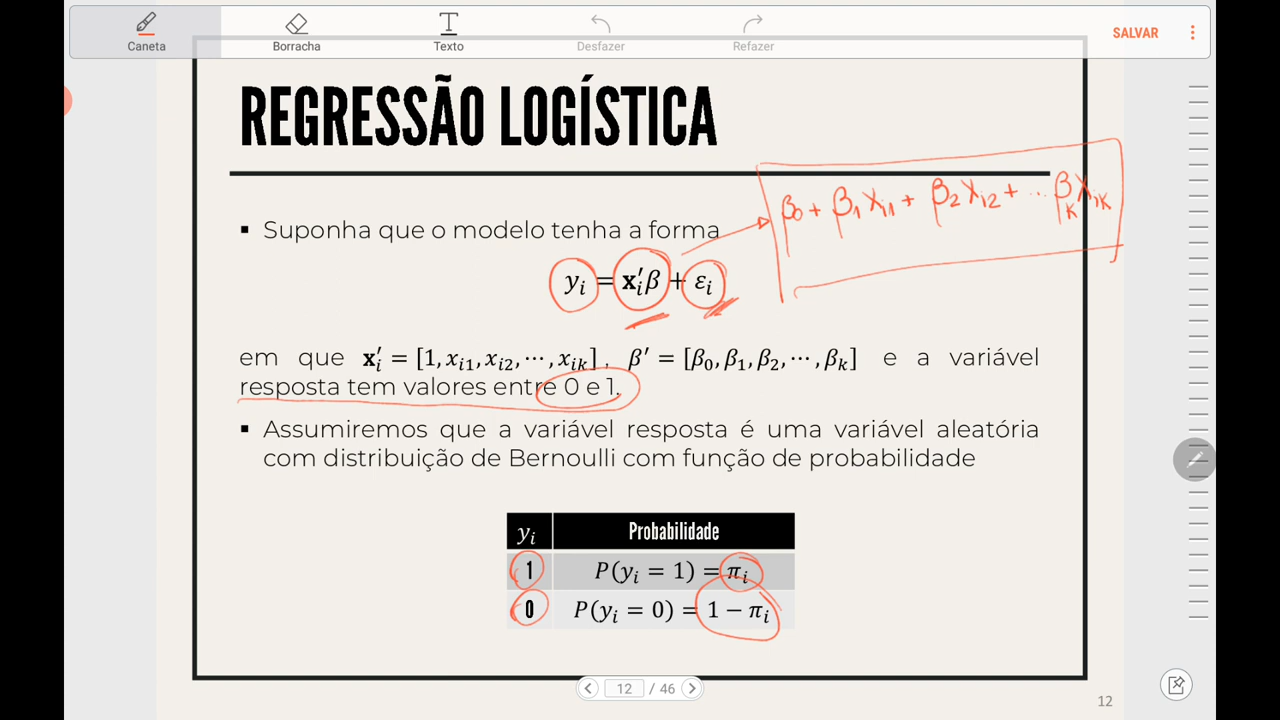 Caneta Borracha Texto Desfazer Refazer SALVAR
REGRESSÃO LOGÍSTICA
β0 + β1 Xi1 + β2 Xi2 + ... βk Xik
▪ Suponha que o modelo tenha a forma
yᵢ = xᵢ′β + εᵢ
em que xᵢ′ = [1, xᵢ₁, xᵢ₂, ⋯, xᵢₖ], β′ = [β₀, β₁, β₂, ⋯, βₖ] e a variável
resposta tem valores entre 0 e 1.
▪ Assumiremos que a variável resposta é uma variável aleatória
com distribuição de Bernoulli com função de probabilidade
yᵢ Probabilidade
1 P(yᵢ = 1) = πᵢ
0 P(yᵢ = 0) = 1 − πᵢ
12 / 46
12